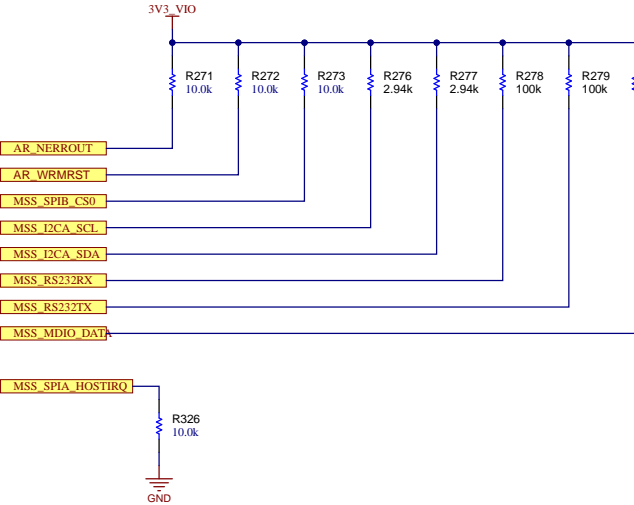 3V3_VIO
R271
10.0k
R272
10.0k
R273
10.0k
R276
2.94k
R277
2.94k
R278
100k
R279
100k
AR_NERROUT
AR_WRMRST
MSS_SPIB_CS0
MSS_I2CA_SCL
MSS_I2CA_SDA
MSS_RS232RX
MSS_RS232TX
MSS_MDIO_DATA
MSS_SPIA_HOSTIRQ
R326
10.0k
GND